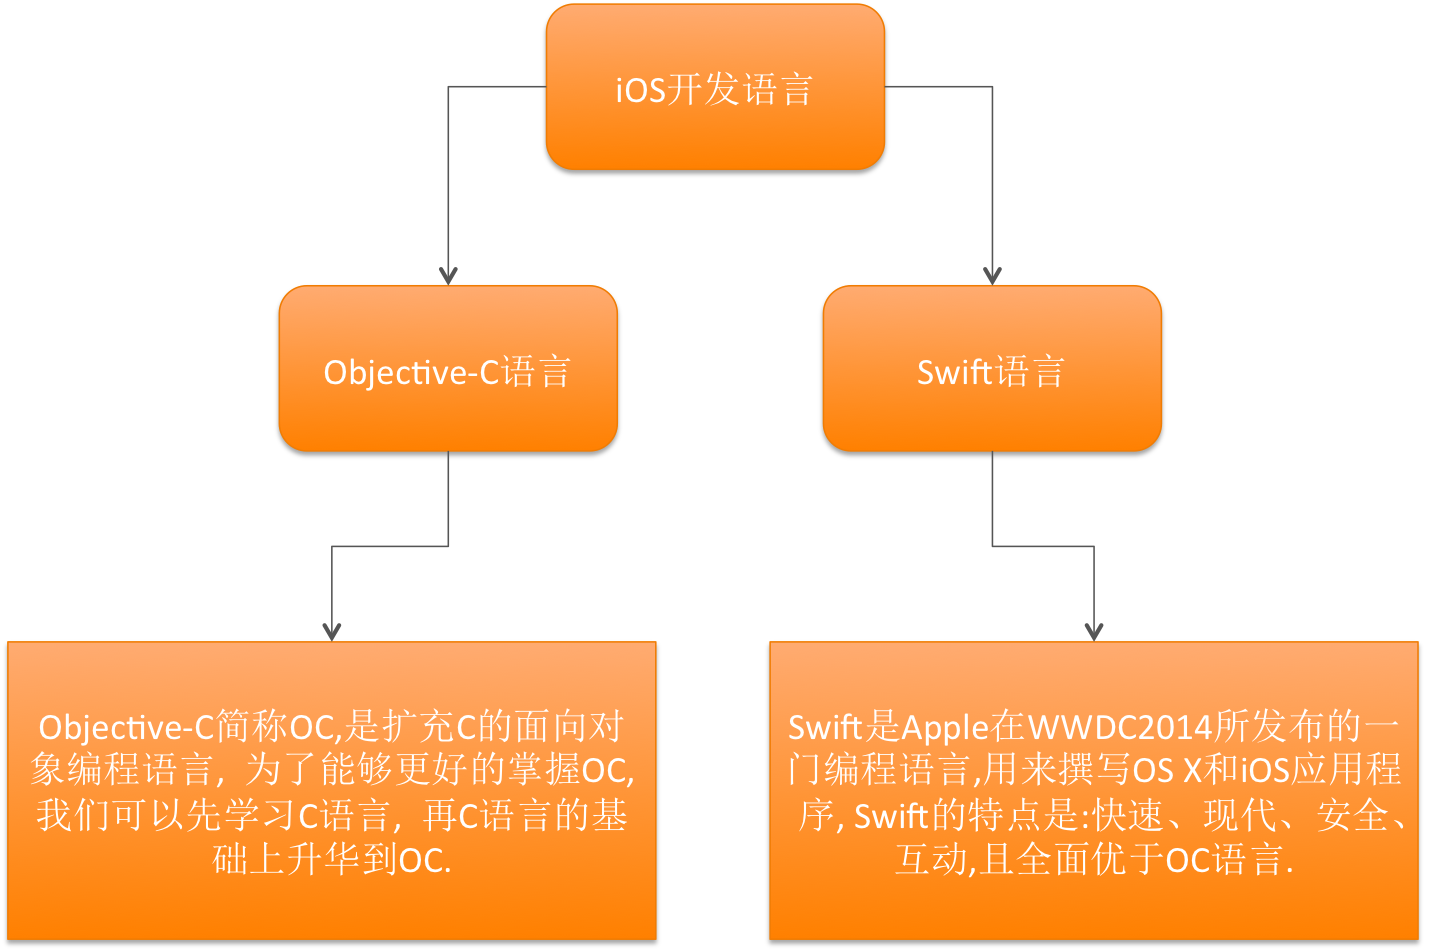 iOS开发语言
Objective-C语言
Swift语言
Objective-C简称OC,是扩充C的面向对
象编程语言, 为了能够更好的掌握OC,
我们可以先学习C语言, 再C语言的基
础上升华到OC.
Swift是Apple在WWDC2014所发布的一
门编程语言,用来撰写OS X和iOS应用程
序, Swift的特点是:快速、现代、安全、
互动,且全面优于OC语言.